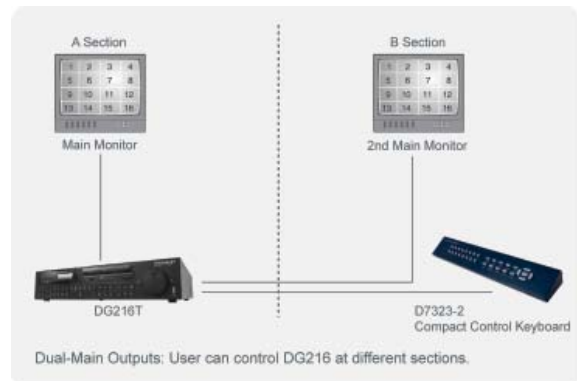 A Section
B Section
1 2 3 4
5 6 7 8
9 10 11 12
13 14 15 16
1 2 3 4
5 6 7 8
9 10 11 12
13 14 15 16
Main Monitor
2nd Main Monitor
DG216T
D7323-2
Compact Control Keyboard
Dual-Main Outputs: User can control DG216 at different sections.